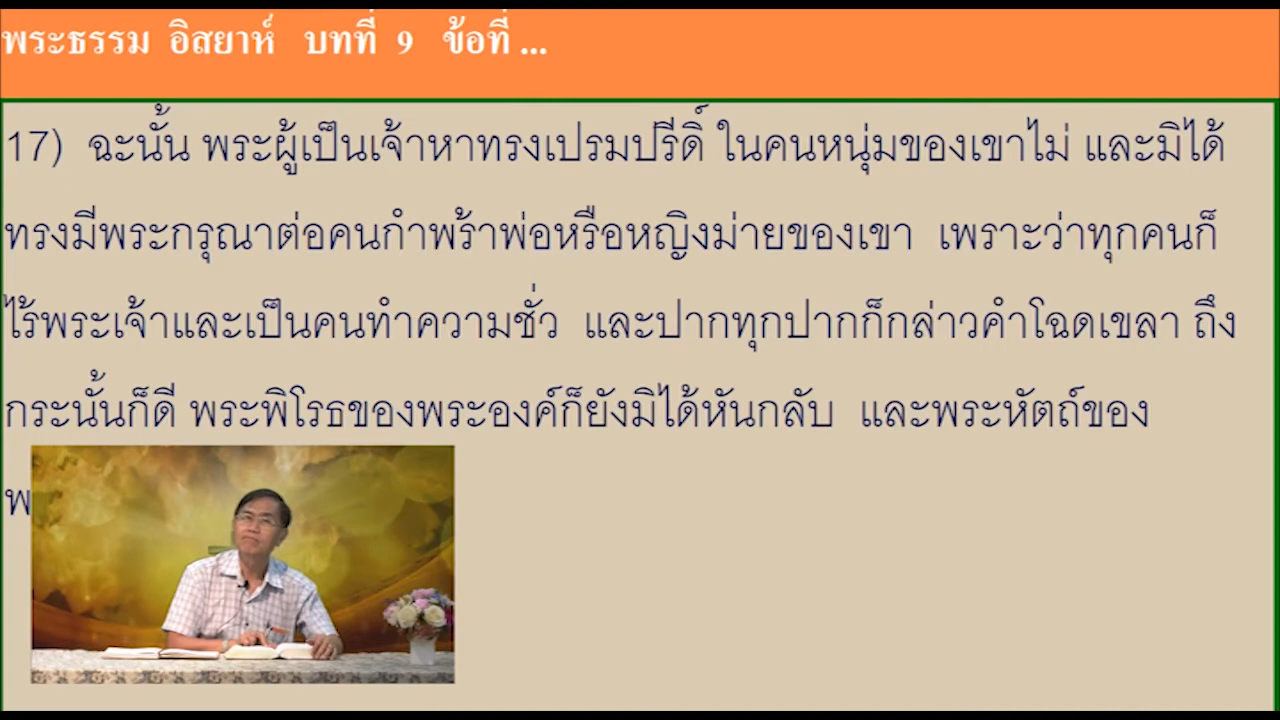 พระธรรม อิสยาห์ บทที่ 9 ข้อที่ ...
17) ฉะนั้น พระผู้เป็นเจ้าหาทรงเปรมปรีดิ์ ในคนหนุ่มของเขาไม่ และมิได้
ทรงมีพระกรุณาต่อคนกำพร้าพ่อหรือหญิงม่ายของเขา เพราะว่าทุกคนก็
ไร้พระเจ้าและเป็นคนทำความชั่ว และปากทุกปากก็กล่าวคำโฉดเขลา ถึง
กระนั้นก็ดี พระพิโรธของพระองค์ก็ยังมิได้หันกลับ และพระหัตถ์ของ